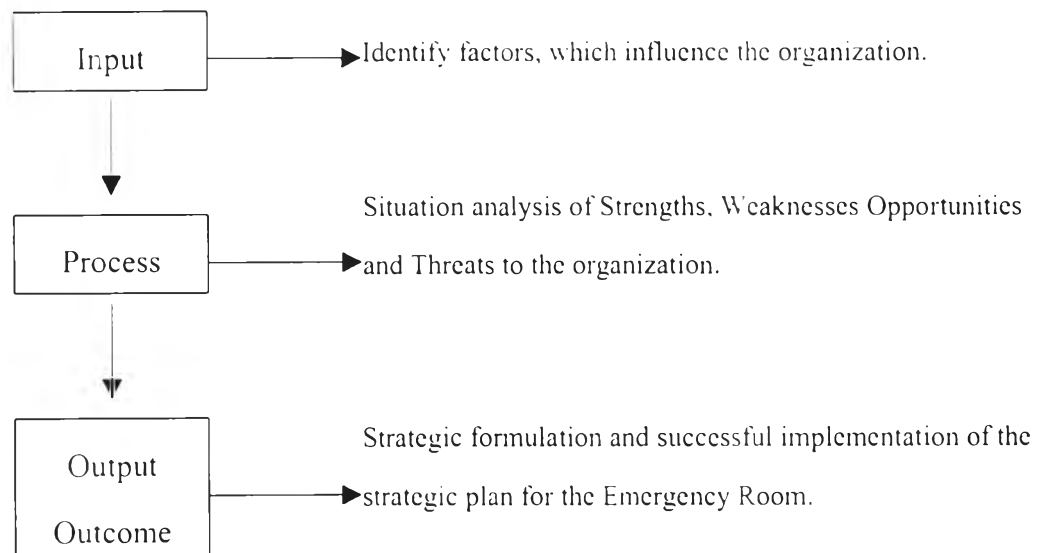 Input
Identify factors, which influence the organization.
Situation analysis of Strengths, Weaknesses Opportunities
Process
and Threats to the organization.
Strategic formulation and successful implementation of the
Output
strategic plan for the Emergency Room.
Outcome